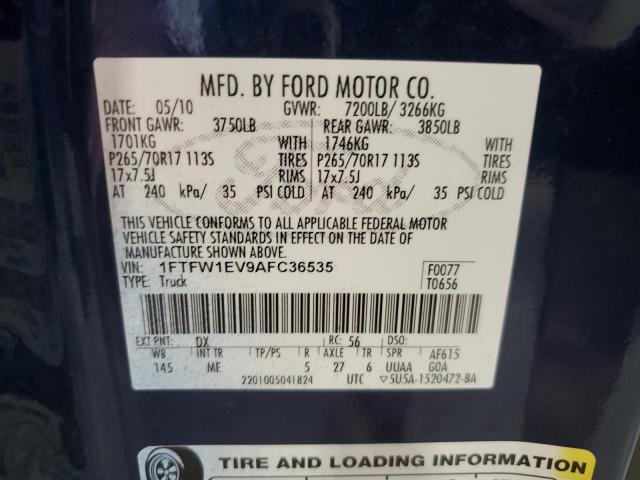 MFD. BY FORD MOTOR CO.
DATE: 05/10 GVWR: 7200LB/ 3266KG
FRONT GAWR: 3750LB REAR GAWR: 3850LB
1701KG WITH 1746KG WITH
P265/70R17 113S TIRES P265/70R17 113S TIRES
17x7.5J RIMS 17x7.5J RIMS
AT 240 kPa/ 35 PSI COLD AT 240 kPa/ 35 PSI COLD
THIS VEHICLE CONFORMS TO ALL APPLICABLE FEDERAL MOTOR
VEHICLE SAFETY STANDARDS IN EFFECT ON THE DATE OF
MANUFACTURE SHOWN ABOVE.
VIN: 1FTFW1EV9AFC36535 F0077
TYPE: Truck T0656
EXT PNT: DX RC: 56 DSO:
WB INT TR TP/PS R AXLE TR SPR AF615
145 ME 5 27 6 UUAA GOA
2201005041824 UTC ▽5U5A-1520472-BA
TIRE AND LOADING INFORMATION